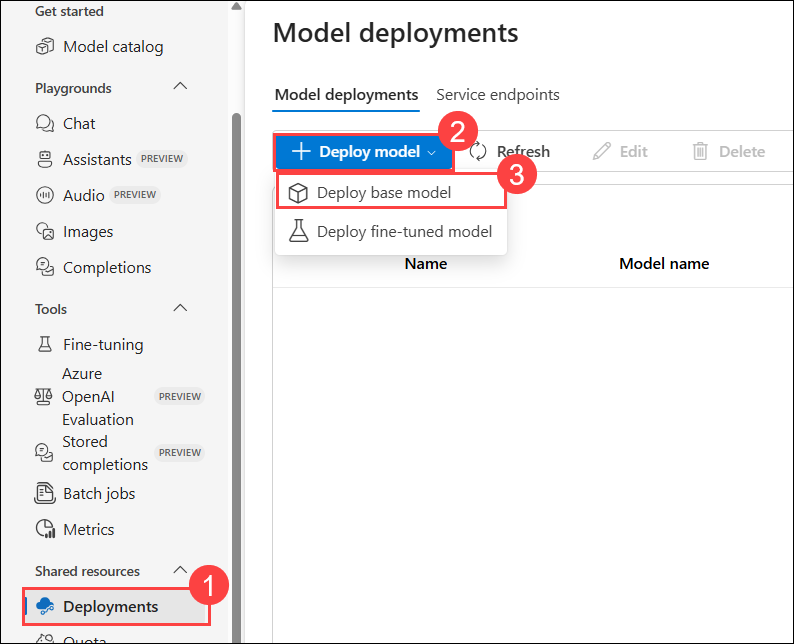 Get started
Model catalog
Playgrounds
Chat
Assistants PREVIEW
Audio PREVIEW
Images
Completions
Tools
Fine-tuning
Azure
OpenAI PREVIEW
Evaluation
Stored
completions PREVIEW
Batch jobs
Metrics
Shared resources
1
Deployments
Quota
Model deployments
Model deployments Service endpoints
2
Deploy model Refresh Edit Delete
3
Deploy base model
Deploy fine-tuned model
Name Model name